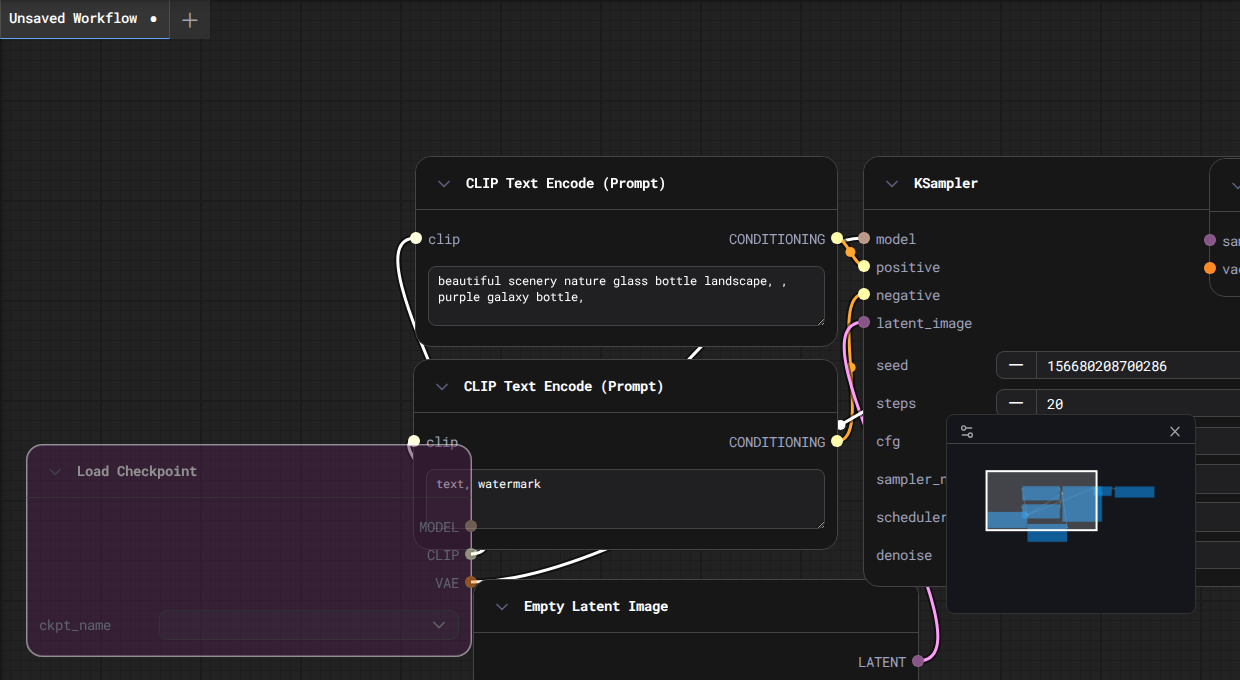 Unsaved Workflow
CLIP Text Encode (Prompt)
clip
CONDITIONING
beautiful scenery nature glass bottle landscape, ,
purple galaxy bottle,
CLIP Text Encode (Prompt)
clip
CONDITIONING
text, watermark
Load Checkpoint
MODEL
CLIP
VAE
ckpt_name
Empty Latent Image
LATENT
KSampler
model
positive
negative
latent_image
seed
156680208700286
steps
20
cfg
sampler_n
scheduler
denoise
sam
vae